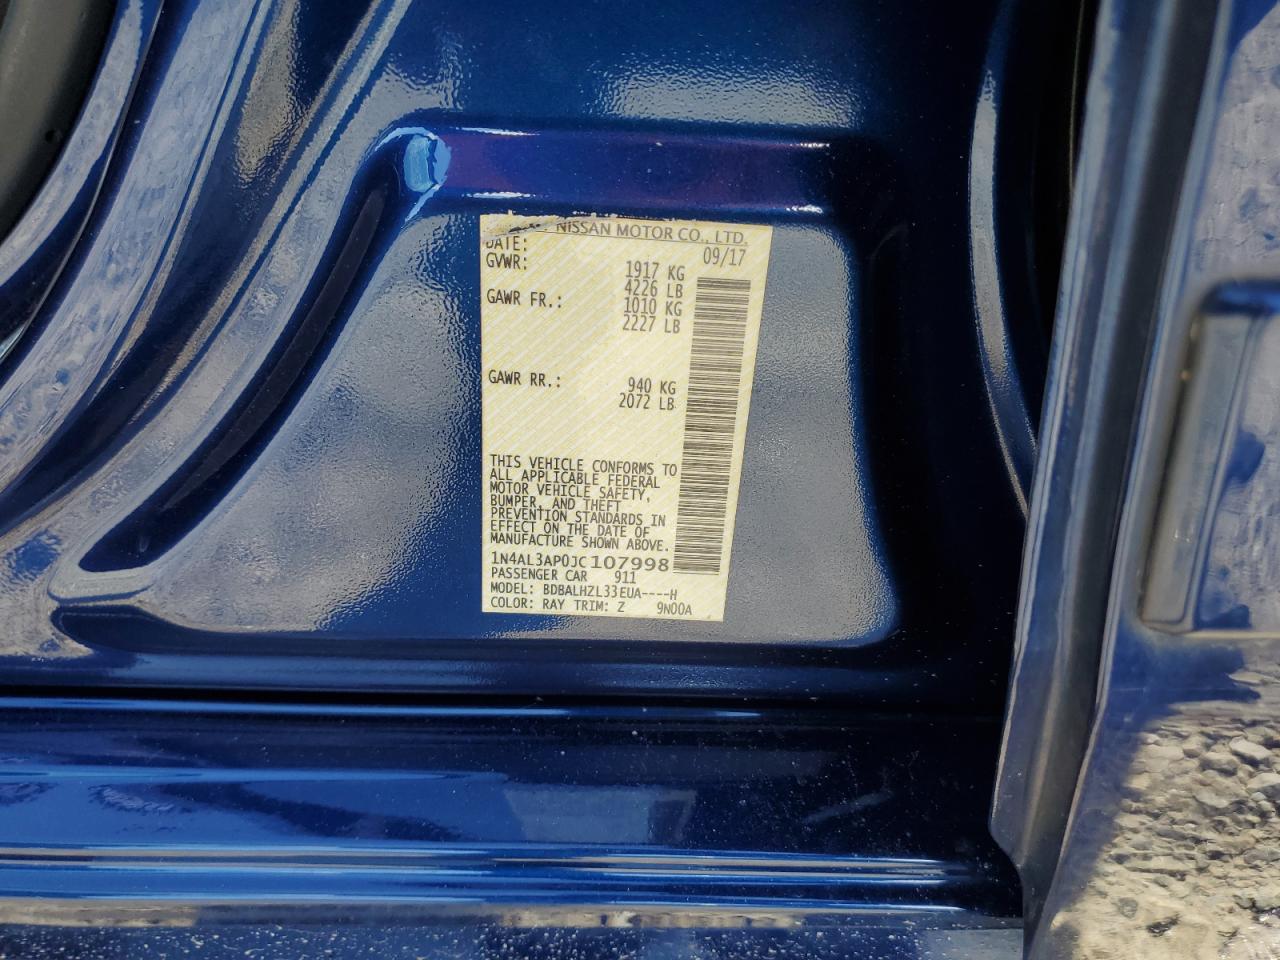 NISSAN MOTOR CO., LTD.
DATE: 09/17
GVWR: 1917 KG
4226 LB
GAWR FR.: 1010 KG
2227 LB
GAWR RR.: 940 KG
2072 LB
THIS VEHICLE CONFORMS TO
ALL APPLICABLE FEDERAL
MOTOR VEHICLE SAFETY,
BUMPER, AND THEFT
PREVENTION STANDARDS IN
EFFECT ON THE DATE OF
MANUFACTURE SHOWN ABOVE.
1N4AL3AP0JC107998
PASSENGER CAR 911
MODEL: BDBALHZL33EUA----H
COLOR: RAY TRIM: Z 9N00A